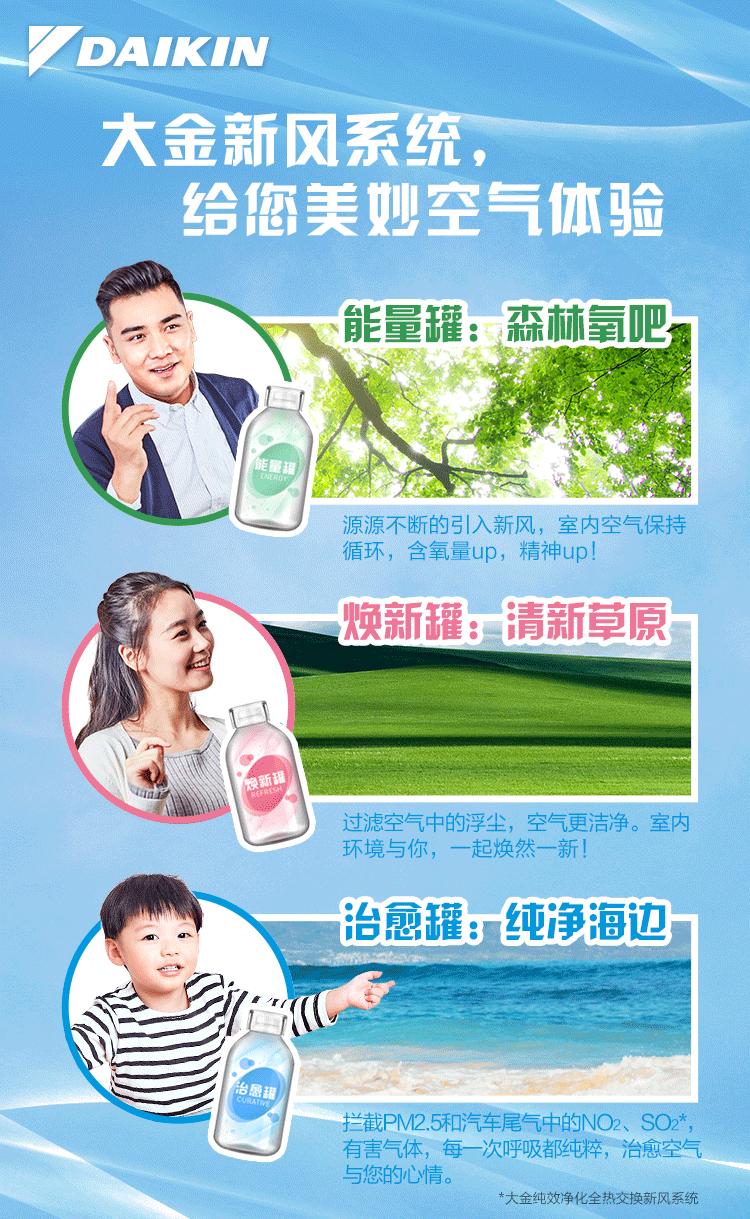 DAIKIN
大金新风系统，
给您美妙空气体验
能量罐：森林氧吧
能量罐
ENERGY
源源不断的引入新风，室内空气保持
循环，含氧量up，精神up！
焕新罐：清新草原
焕新罐
REFRESH
过滤空气中的浮尘，空气更洁净。室内
环境与你，一起焕然一新！
治愈罐：纯净海边
治愈罐
CURATIVE
拦截PM2.5和汽车尾气中的NO₂、SO₂*，
有害气体，每一次呼吸都纯粹，治愈空气
与您的心情。
*大金纯效净化全热交换新风系统